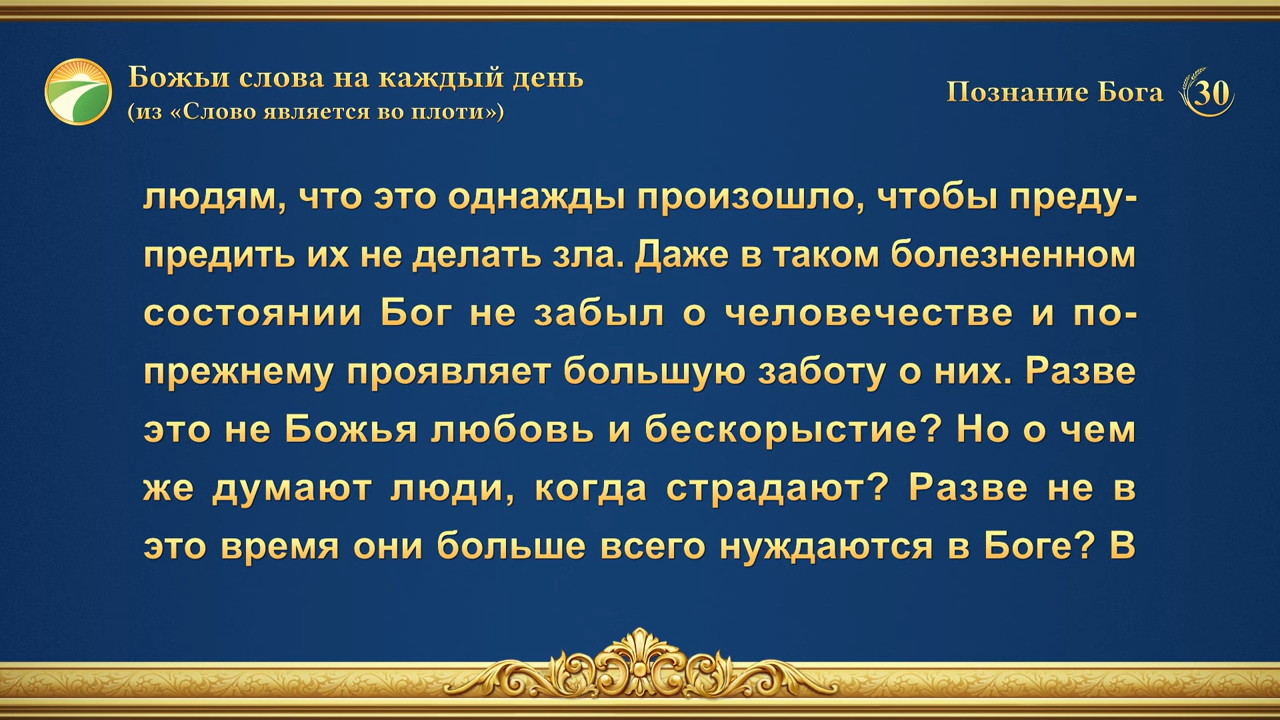 Божьи слова на каждый день
(из «Слово является во плоти»)
Познание Бога 30
людям, что это однажды произошло, чтобы преду-
предить их не делать зла. Даже в таком болезненном
состоянии Бог не забыл о человечестве и по-
прежнему проявляет большую заботу о них. Разве
это не Божья любовь и бескорыстие? Но о чем
же думают люди, когда страдают? Разве не в
это время они больше всего нуждаются в Боге? В